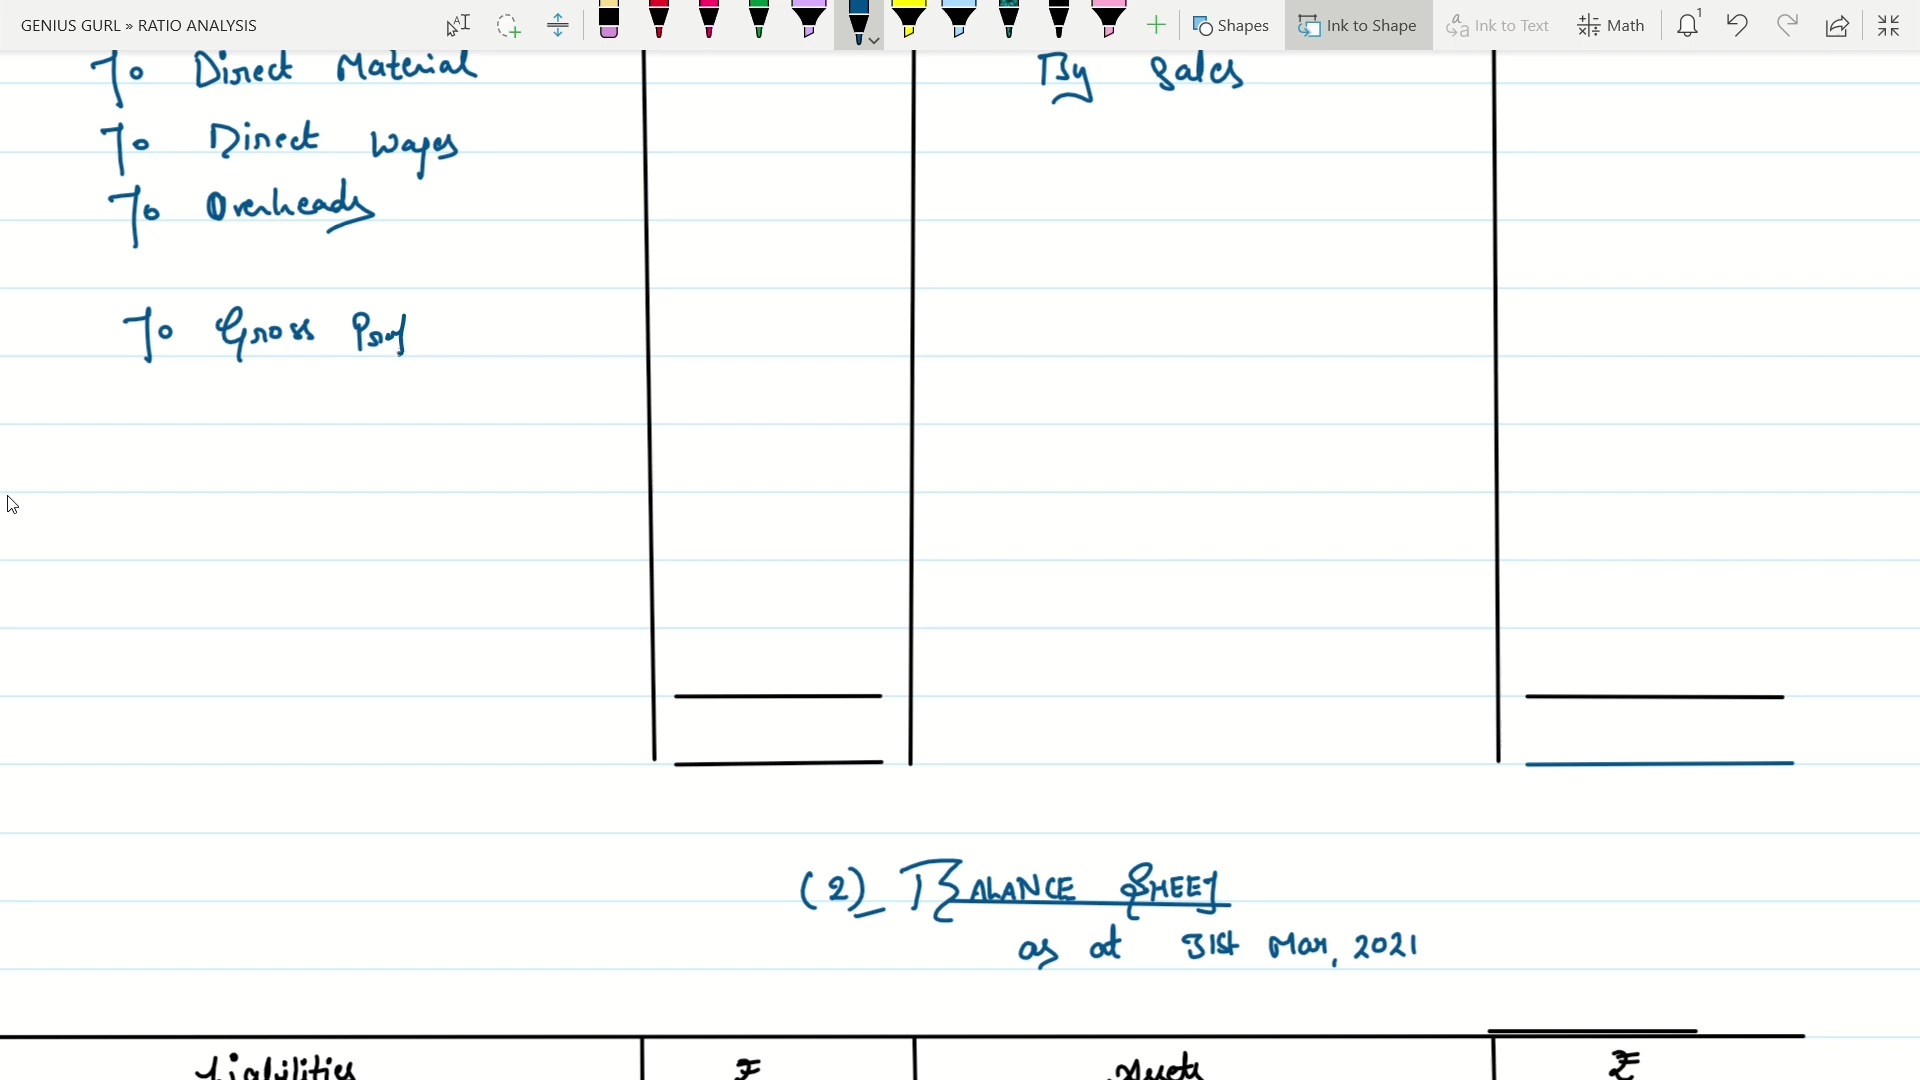 GENIUS GURL » RATIO ANALYSIS
Shapes
Ink to Shape
Ink to Text
Math
1
To Direct Material
By Sales
To Direct Wages
To Overheads
To Gross Prof
(2) BALANCE SHEET
as at 31st Mar, 2021
Liabilities ₹ Assets ₹